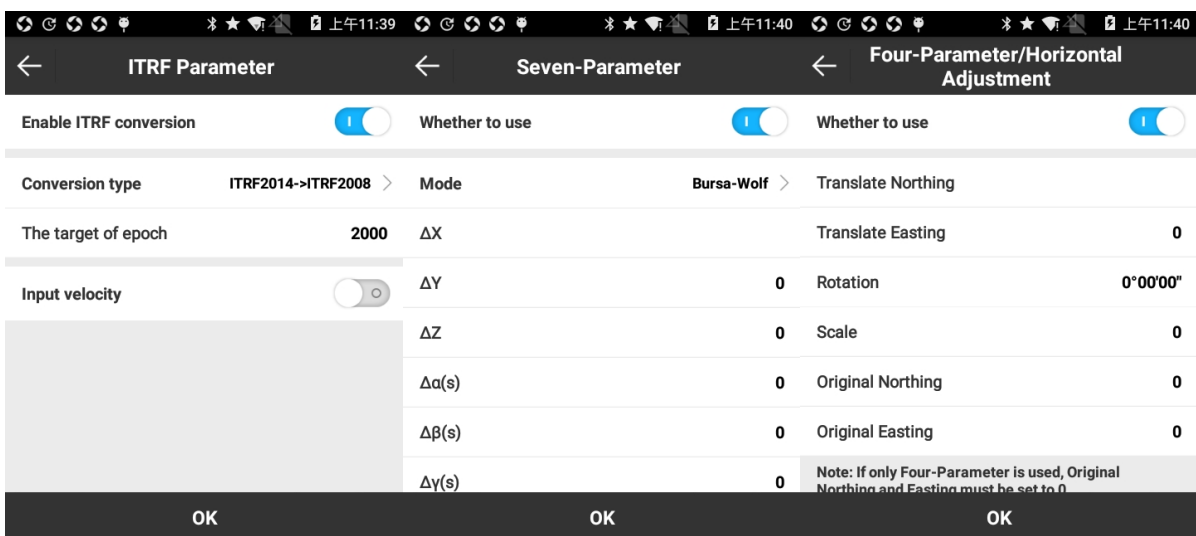 上午11:39
ITRF Parameter
Enable ITRF conversion
Conversion type ITRF2014->ITRF2008
The target of epoch 2000
Input velocity
OK
上午11:40
Seven-Parameter
Whether to use
Mode Bursa-Wolf
ΔX
ΔY 0
ΔZ 0
Δα(s) 0
Δβ(s) 0
Δγ(s) 0
OK
上午11:40
Four-Parameter/Horizontal
Adjustment
Whether to use
Translate Northing
Translate Easting 0
Rotation 0°00'00"
Scale 0
Original Northing 0
Original Easting 0
Note: If only Four-Parameter is used, Original
Northing and Easting must be set to 0
OK